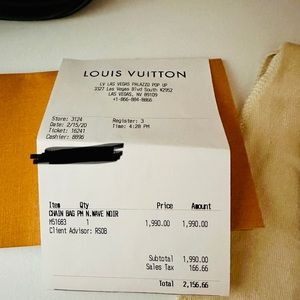 LOUIS VUITTON
LV LAS VEGAS PALAZZO POP UP
3327 Las Vegas Blvd South #2952
LAS VEGAS, NV 89109
+1-866-884-8866
Store: 3124 Register: 3
Date: 2/15/20 Time: 4:28 PM
Ticket: 16241
Cashier: 8896
Item Qty Price Amount
CHAIN BAG PM N.WAVE NOIR
M51683 1 1,990.00 1,990.00
Client Advisor: RSOB
Subtotal 1,990.00
Sales Tax 166.66
Total 2,156.66